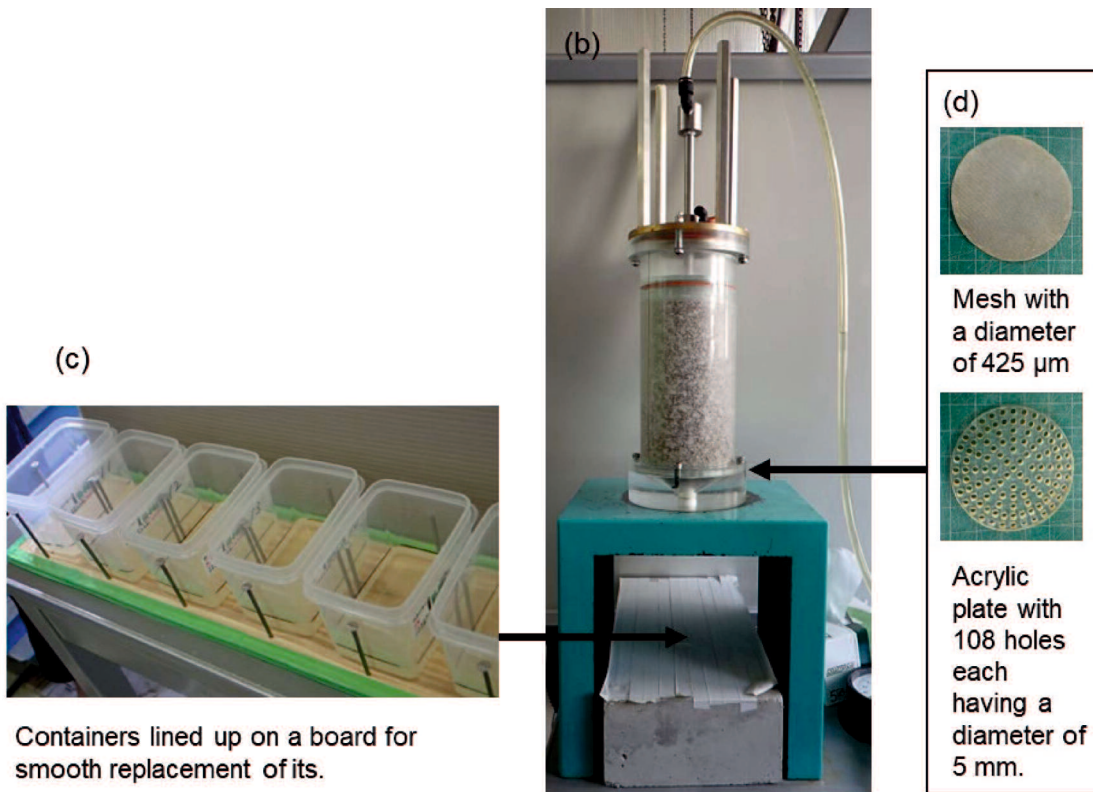 (b)
(d)
Mesh with
a diameter
of 425 µm
(c)
Acrylic
plate with
108 holes
each
having a
diameter of
5 mm.
Containers lined up on a board for
smooth replacement of its.